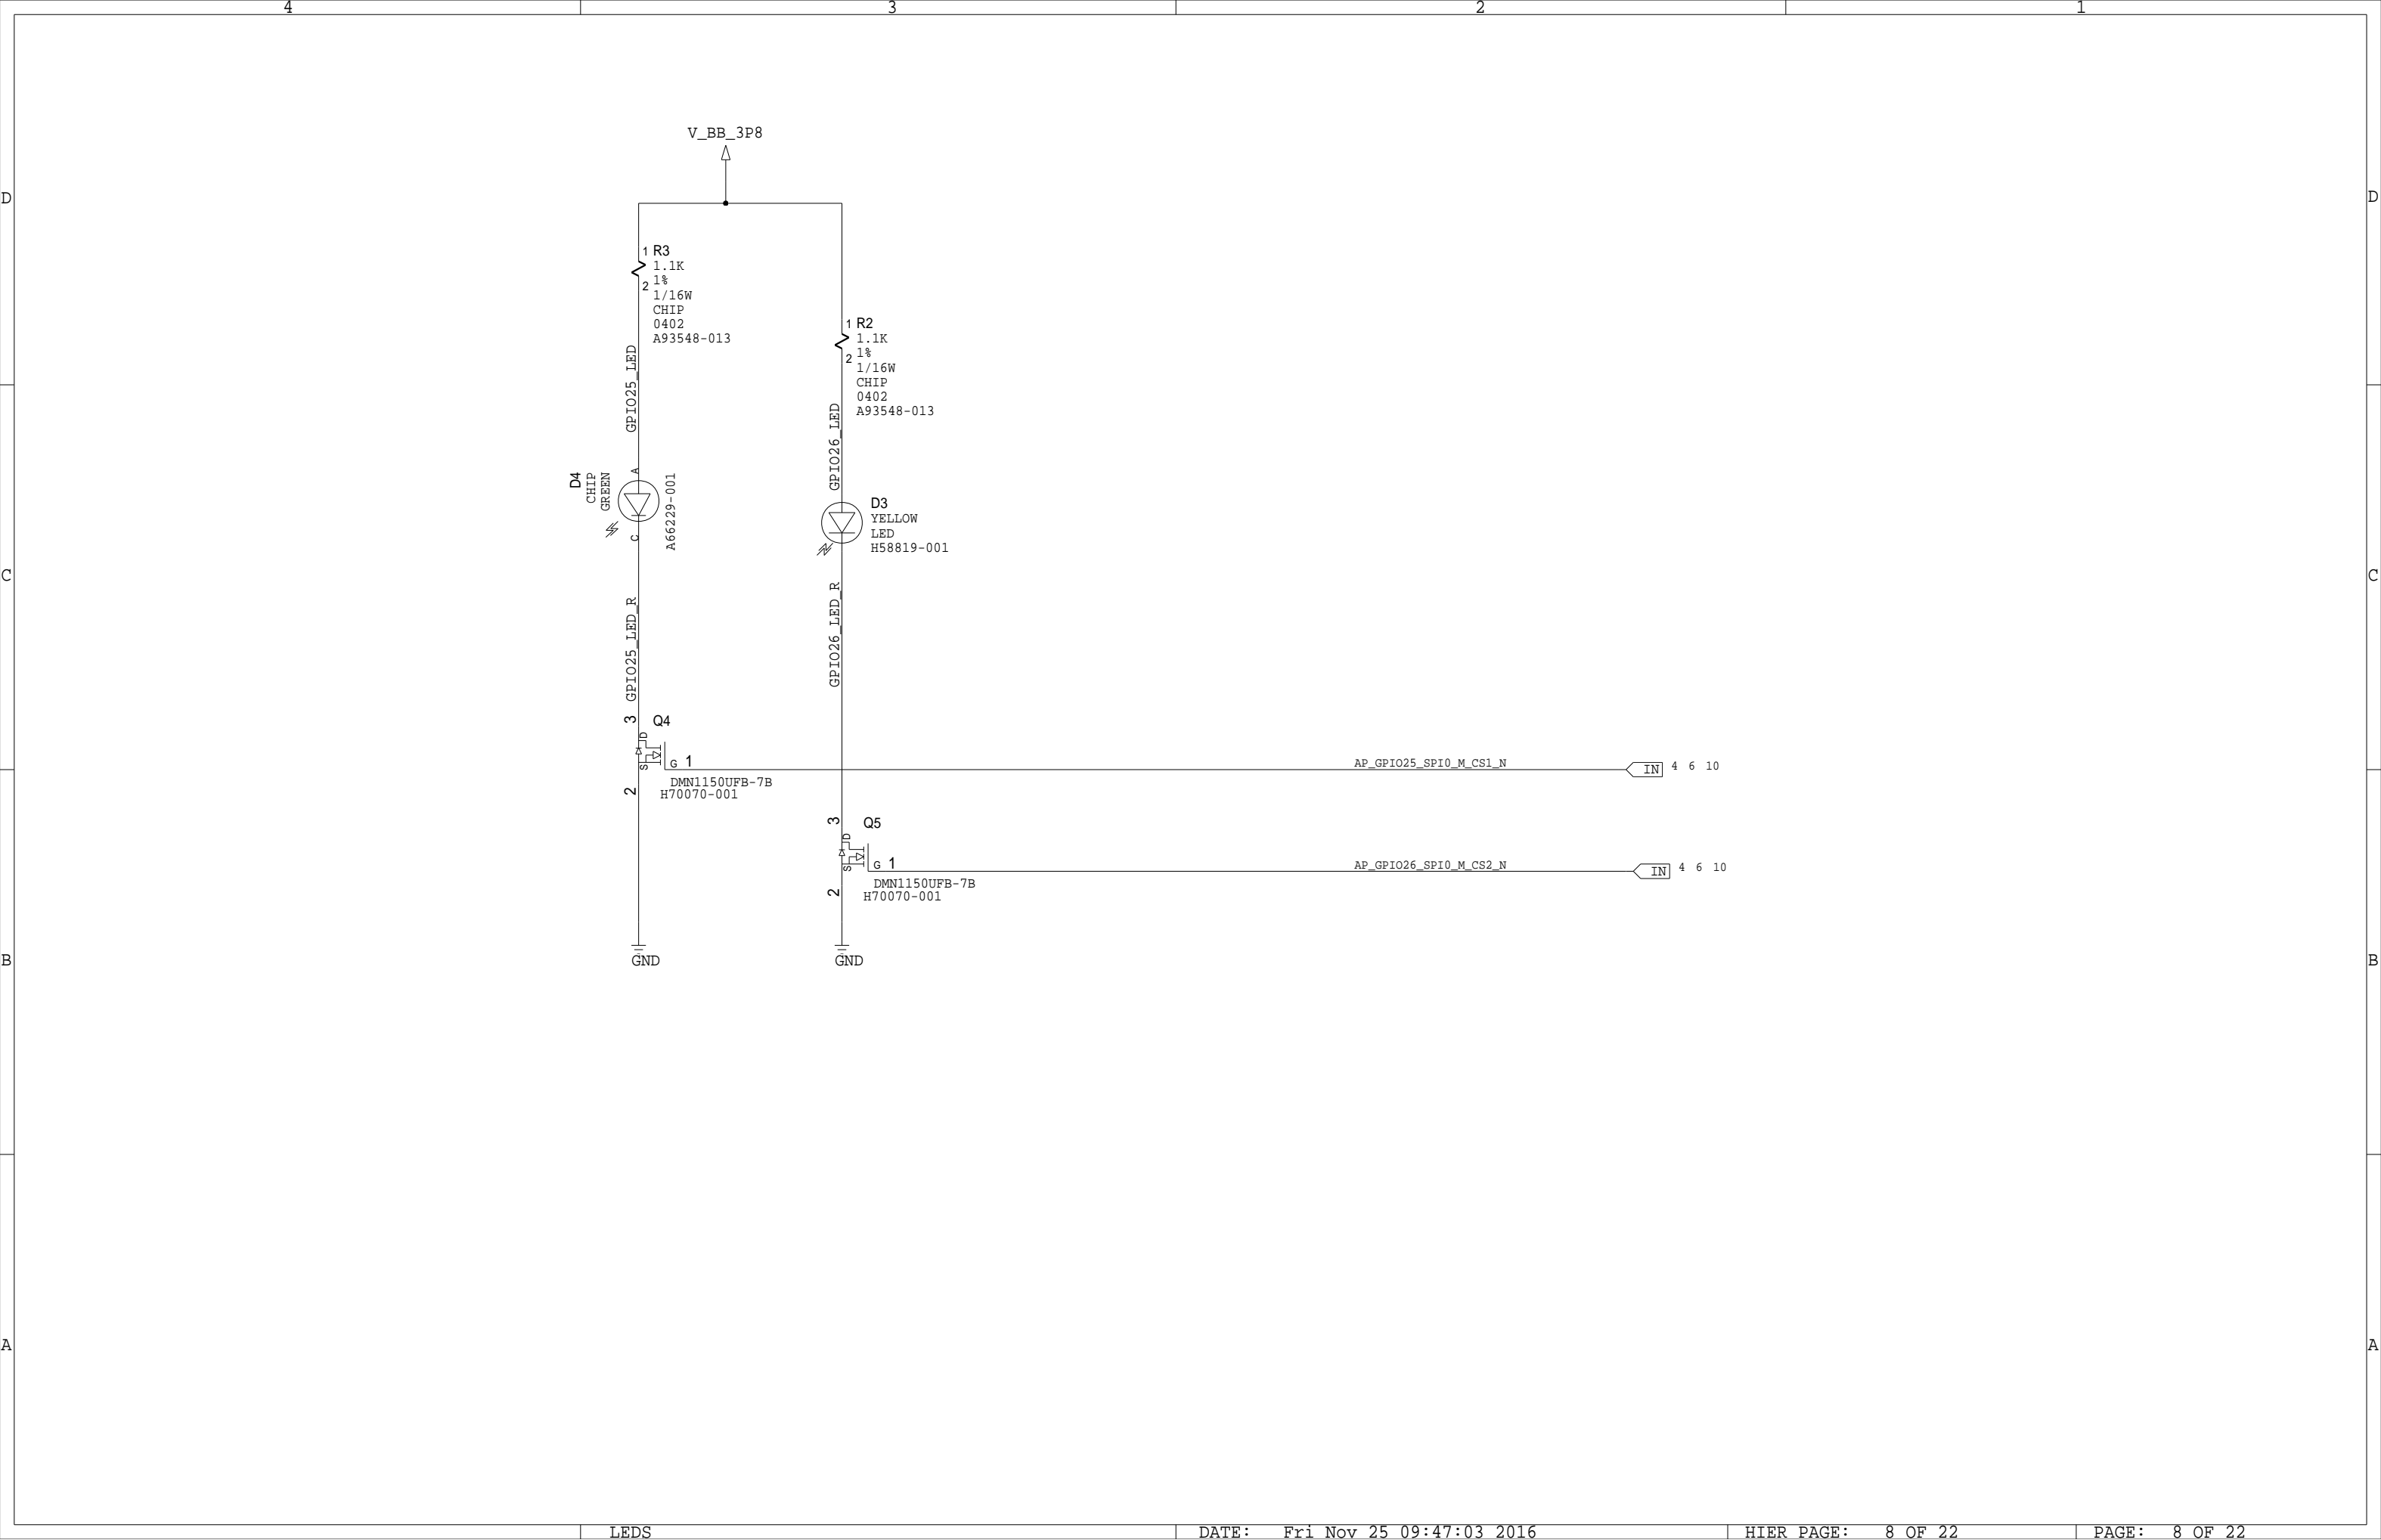 4
3
2
1
V_BB_3P8
D
D
1 R3
1.1K
2 1%
1/16W
CHIP
0402
A93548-013
1 R2
1.1K
2 1%
1/16W
CHIP
0402
A93548-013
GPIO25_LED
GPIO26_LED
D4
CHIP
GREEN
A
C
A66229-001
D3
YELLOW
LED
H58819-001
C
C
GPIO25_LED_R
GPIO26_LED_R
3
Q4
D
S
G 1
DMN1150UFB-7B
H70070-001
2
AP_GPIO25_SPI0_M_CS1_N
IN 4 6 10
3
Q5
D
S
G 1
DMN1150UFB-7B
H70070-001
2
AP_GPIO26_SPI0_M_CS2_N
IN 4 6 10
GND
GND
B
B
A
A
LEDS
DATE: Fri Nov 25 09:47:03 2016
HIER PAGE: 8 OF 22
PAGE: 8 OF 22